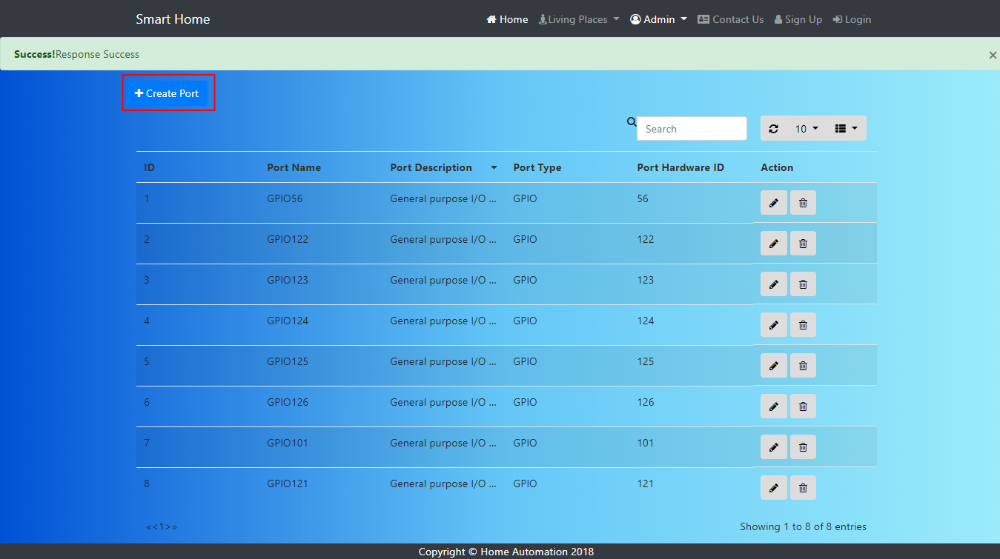 Smart Home Home Living Places Admin Contact Us Sign Up Login
Success!Response Success ×
Create Port
Search 10
ID Port Name Port Description Port Type Port Hardware ID Action
1 GPIO56 General purpose I/O ... GPIO 56
2 GPIO122 General purpose I/O ... GPIO 122
3 GPIO123 General purpose I/O ... GPIO 123
4 GPIO124 General purpose I/O ... GPIO 124
5 GPIO125 General purpose I/O ... GPIO 125
6 GPIO126 General purpose I/O ... GPIO 126
7 GPIO101 General purpose I/O ... GPIO 101
8 GPIO121 General purpose I/O ... GPIO 121
«<1>» Showing 1 to 8 of 8 entries
Copyright © Home Automation 2018